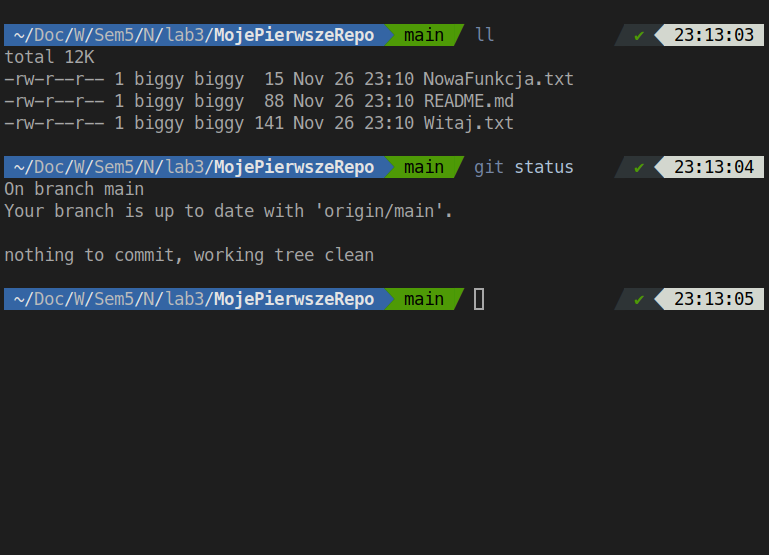 ~/Doc/W/Sem5/N/lab3/MojePierwszeRepo main ll ✔ 23:13:03
total 12K
-rw-r--r-- 1 biggy biggy  15 Nov 26 23:10 NowaFunkcja.txt
-rw-r--r-- 1 biggy biggy  88 Nov 26 23:10 README.md
-rw-r--r-- 1 biggy biggy 141 Nov 26 23:10 Witaj.txt
~/Doc/W/Sem5/N/lab3/MojePierwszeRepo main git status ✔ 23:13:04
On branch main
Your branch is up to date with 'origin/main'.
nothing to commit, working tree clean
~/Doc/W/Sem5/N/lab3/MojePierwszeRepo main ✔ 23:13:05